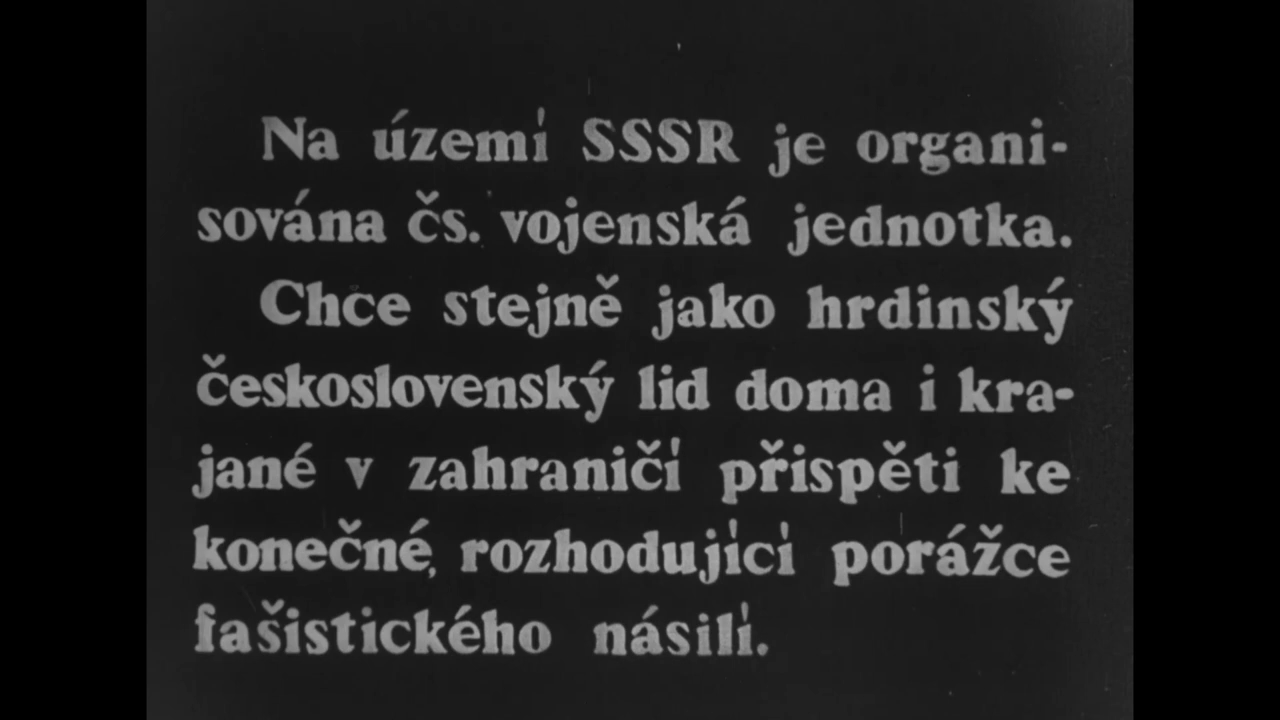 Na území SSSR je organi-
sována čs. vojenská jednotka.
Chce stejně jako hrdinský
československý lid doma i kra-
jané v zahraničí přispěti ke
konečné, rozhodující porážce
fašistického násilí.